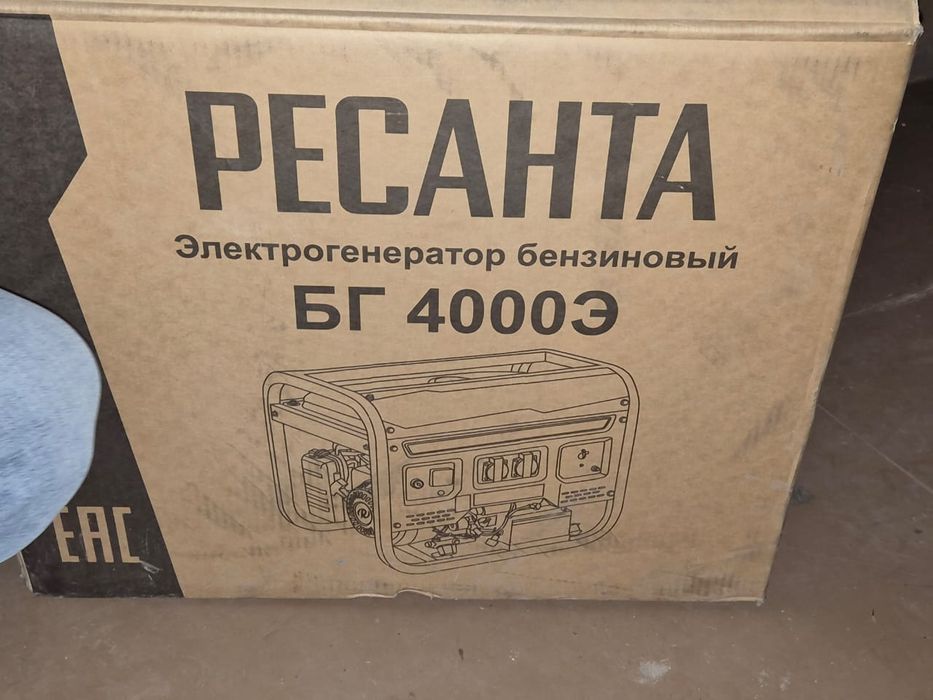 РЕСАНТА
Электрогенератор бензиновый
БГ 4000Э
EAC